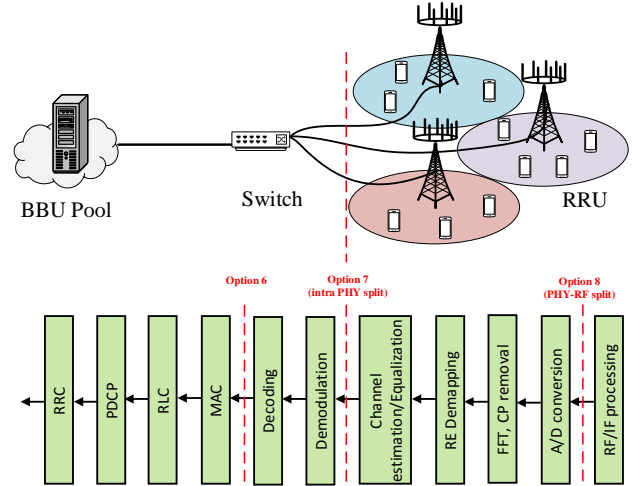 BBU Pool
Switch
RRU
Option 6
Option 7
(intra PHY split)
Option 8
(PHY-RF split)
RRC
PDCP
RLC
MAC
Decoding
Demodulation
Channel
estimation/Equalization
RE Demapping
FFT, CP removal
A/D conversion
RF/IF processing